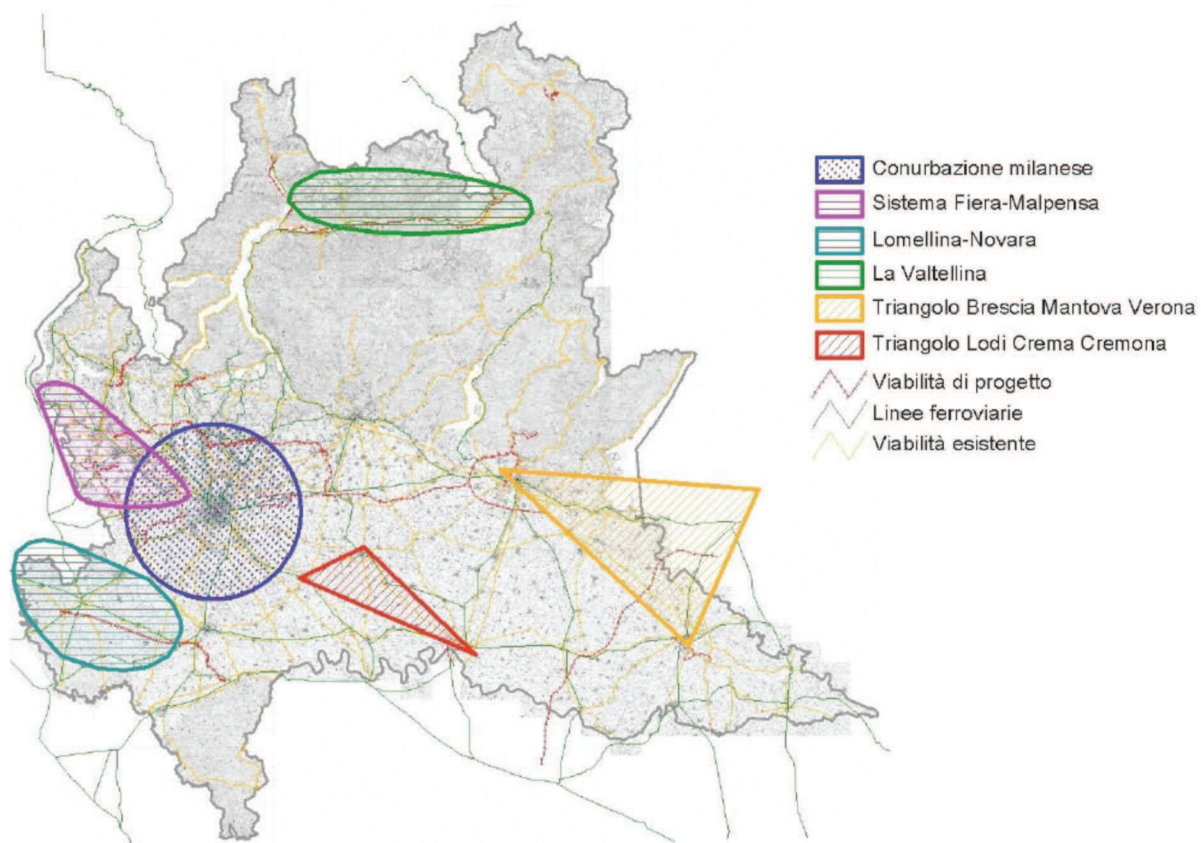 Conurbazione milanese
Sistema Fiera-Malpensa
Lomellina-Novara
La Valtellina
Triangolo Brescia Mantova Verona
Triangolo Lodi Crema Cremona
Viabilità di progetto
Linee ferroviarie
Viabilità esistente